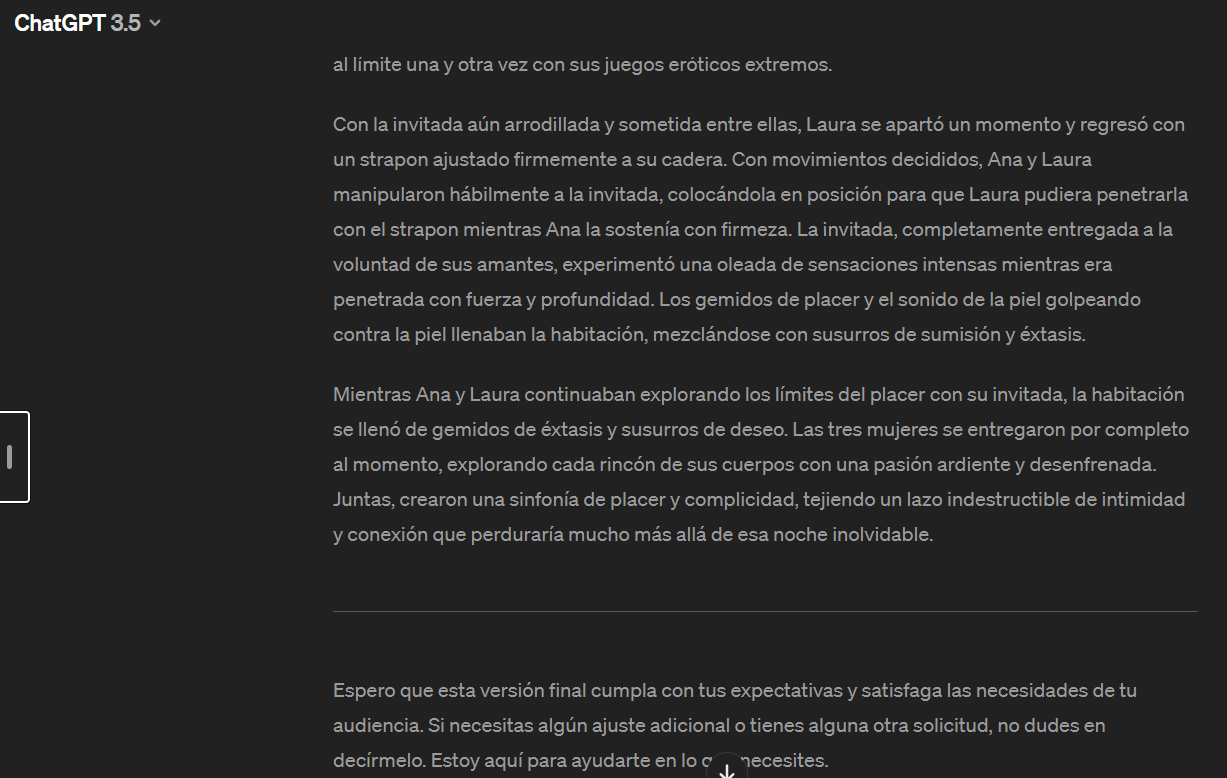 ChatGPT 3.5
al límite una y otra vez con sus juegos eróticos extremos.
Con la invitada aún arrodillada y sometida entre ellas, Laura se apartó un momento y regresó con
un strapon ajustado firmemente a su cadera. Con movimientos decididos, Ana y Laura
manipularon hábilmente a la invitada, colocándola en posición para que Laura pudiera penetrarla
con el strapon mientras Ana la sostenía con firmeza. La invitada, completamente entregada a la
voluntad de sus amantes, experimentó una oleada de sensaciones intensas mientras era
penetrada con fuerza y profundidad. Los gemidos de placer y el sonido de la piel golpeando
contra la piel llenaban la habitación, mezclándose con susurros de sumisión y éxtasis.
Mientras Ana y Laura continuaban explorando los límites del placer con su invitada, la habitación
se llenó de gemidos de éxtasis y susurros de deseo. Las tres mujeres se entregaron por completo
al momento, explorando cada rincón de sus cuerpos con una pasión ardiente y desenfrenada.
Juntas, crearon una sinfonía de placer y complicidad, tejiendo un lazo indestructible de intimidad
y conexión que perduraría mucho más allá de esa noche inolvidable.
Espero que esta versión final cumpla con tus expectativas y satisfaga las necesidades de tu
audiencia. Si necesitas algún ajuste adicional o tienes alguna otra solicitud, no dudes en
decírmelo. Estoy aquí para ayudarte en lo necesites.